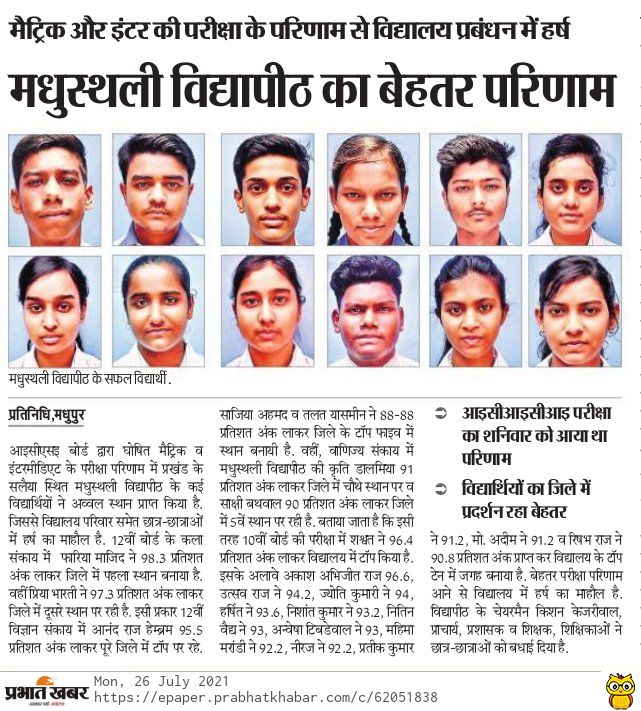 मैट्रिक और इंटर की परीक्षा के परिणाम से विद्यालय प्रबंधन में हर्ष
मधुस्थली विद्यापीठ का बेहतर परिणाम
मधुस्थली विद्यापीठ के सफल विद्यार्थी.
प्रतिनिधि,मधुपुर
आइसीएसइ बोर्ड द्वारा घोषित मैट्रिक व
इंटरमीडिएट के परीक्षा परिणाम में प्रखंड के
सलैया स्थित मधुस्थली विद्यापीठ के कई
विद्यार्थियों ने अव्वल स्थान प्राप्त किया है.
जिससे विद्यालय परिवार समेत छात्र-छात्राओं
में हर्ष का माहौल है. 12वीं बोर्ड के कला
संकाय में फारिया माजिद ने 98.3 प्रतिशत
अंक लाकर जिले में पहला स्थान बनाया है.
वहीं प्रिया भारती ने 97.3 प्रतिशत अंक लाकर
जिले में दूसरे स्थान पर रही है. इसी प्रकार 12वीं
विज्ञान संकाय में आनंद राज हेम्ब्रम 95.5
प्रतिशत अंक लाकर पूरे जिले में टाॅप पर रहे.
साजिया अहमद व तलत यासमीन ने 88-88
प्रतिशत अंक लाकर जिले के टॉप फाइव में
स्थान बनायी है. वहीं, वाणिज्य संकाय में
मधुस्थली विद्यापीठ की कृति डालमिया 91
प्रतिशत अंक लाकर जिले में चौथे स्थान पर व
साक्षी बथवाल 90 प्रतिशत अंक लाकर जिले
में 5वें स्थान पर रही है. बताया जाता है कि इसी
तरह 10वीं बोर्ड की परीक्षा में शश्वत ने 96.4
प्रतिशत अंक लाकर विद्यालय में टॉप किया है.
इसके अलावे अकाश अभिजीत राज 96.6,
उत्सव राज ने 94.2, ज्योति कुमारी ने 94,
हर्षित ने 93.6, निशांत कुमार ने 93.2, नितिन
वैद्य ने 93, अन्वेषा टिबडेवाल ने 93, महिमा
मरांडी ने 92.2, नीरज ने 92.2, प्रतीक कुमार
आइसीआइसीआइ परीक्षा
का शनिवार को आया था
परिणाम
विद्यार्थियों का जिले में
प्रदर्शन रहा बेहतर
ने 91.2, मो. अदीम ने 91.2 व रिषभ राज ने
90.8 प्रतिशत अंक प्राप्त कर विद्यालय के टॉप
टेन में जगह बनाया है. बेहतर परीक्षा परिणाम
आने से विद्यालय में हर्ष का माहौल है.
विद्यापीठ के चेयरमैन किशन केजरीवाल,
प्राचार्य, प्रशासक व शिक्षक, शिक्षिकाओं ने
छात्र-छात्राओं को बधाई दिया है.
प्रभात खबर
Mon, 26 July 2021
https://epaper.prabhatkhabar.com/c/62051838